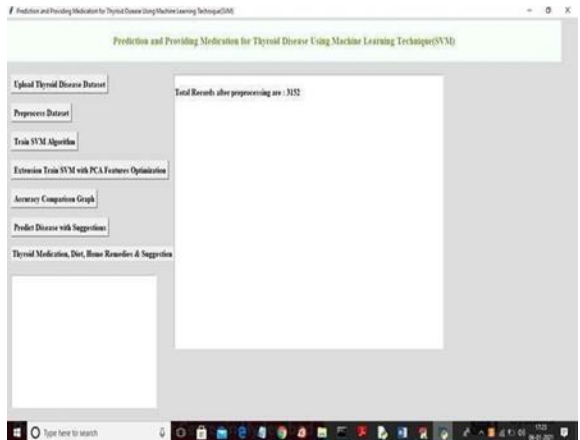 Prediction and Providing Medication for Thyroid Disease Using Machine Learning Technique(SVM)
Prediction and Providing Medication for Thyroid Disease Using Machine Learning Technique(SVM)
Upload Thyroid Disease Dataset
Total Records after preprocessing are : 3152
Preprocess Dataset
Train SVM Algorithm
Extension Train SVM with PCA Features Optimization
Accuracy Comparison Graph
Predict Disease with Suggestions
Thyroid Medication, Diet, Home Remedies & Suggestion
Type here to search
17:23